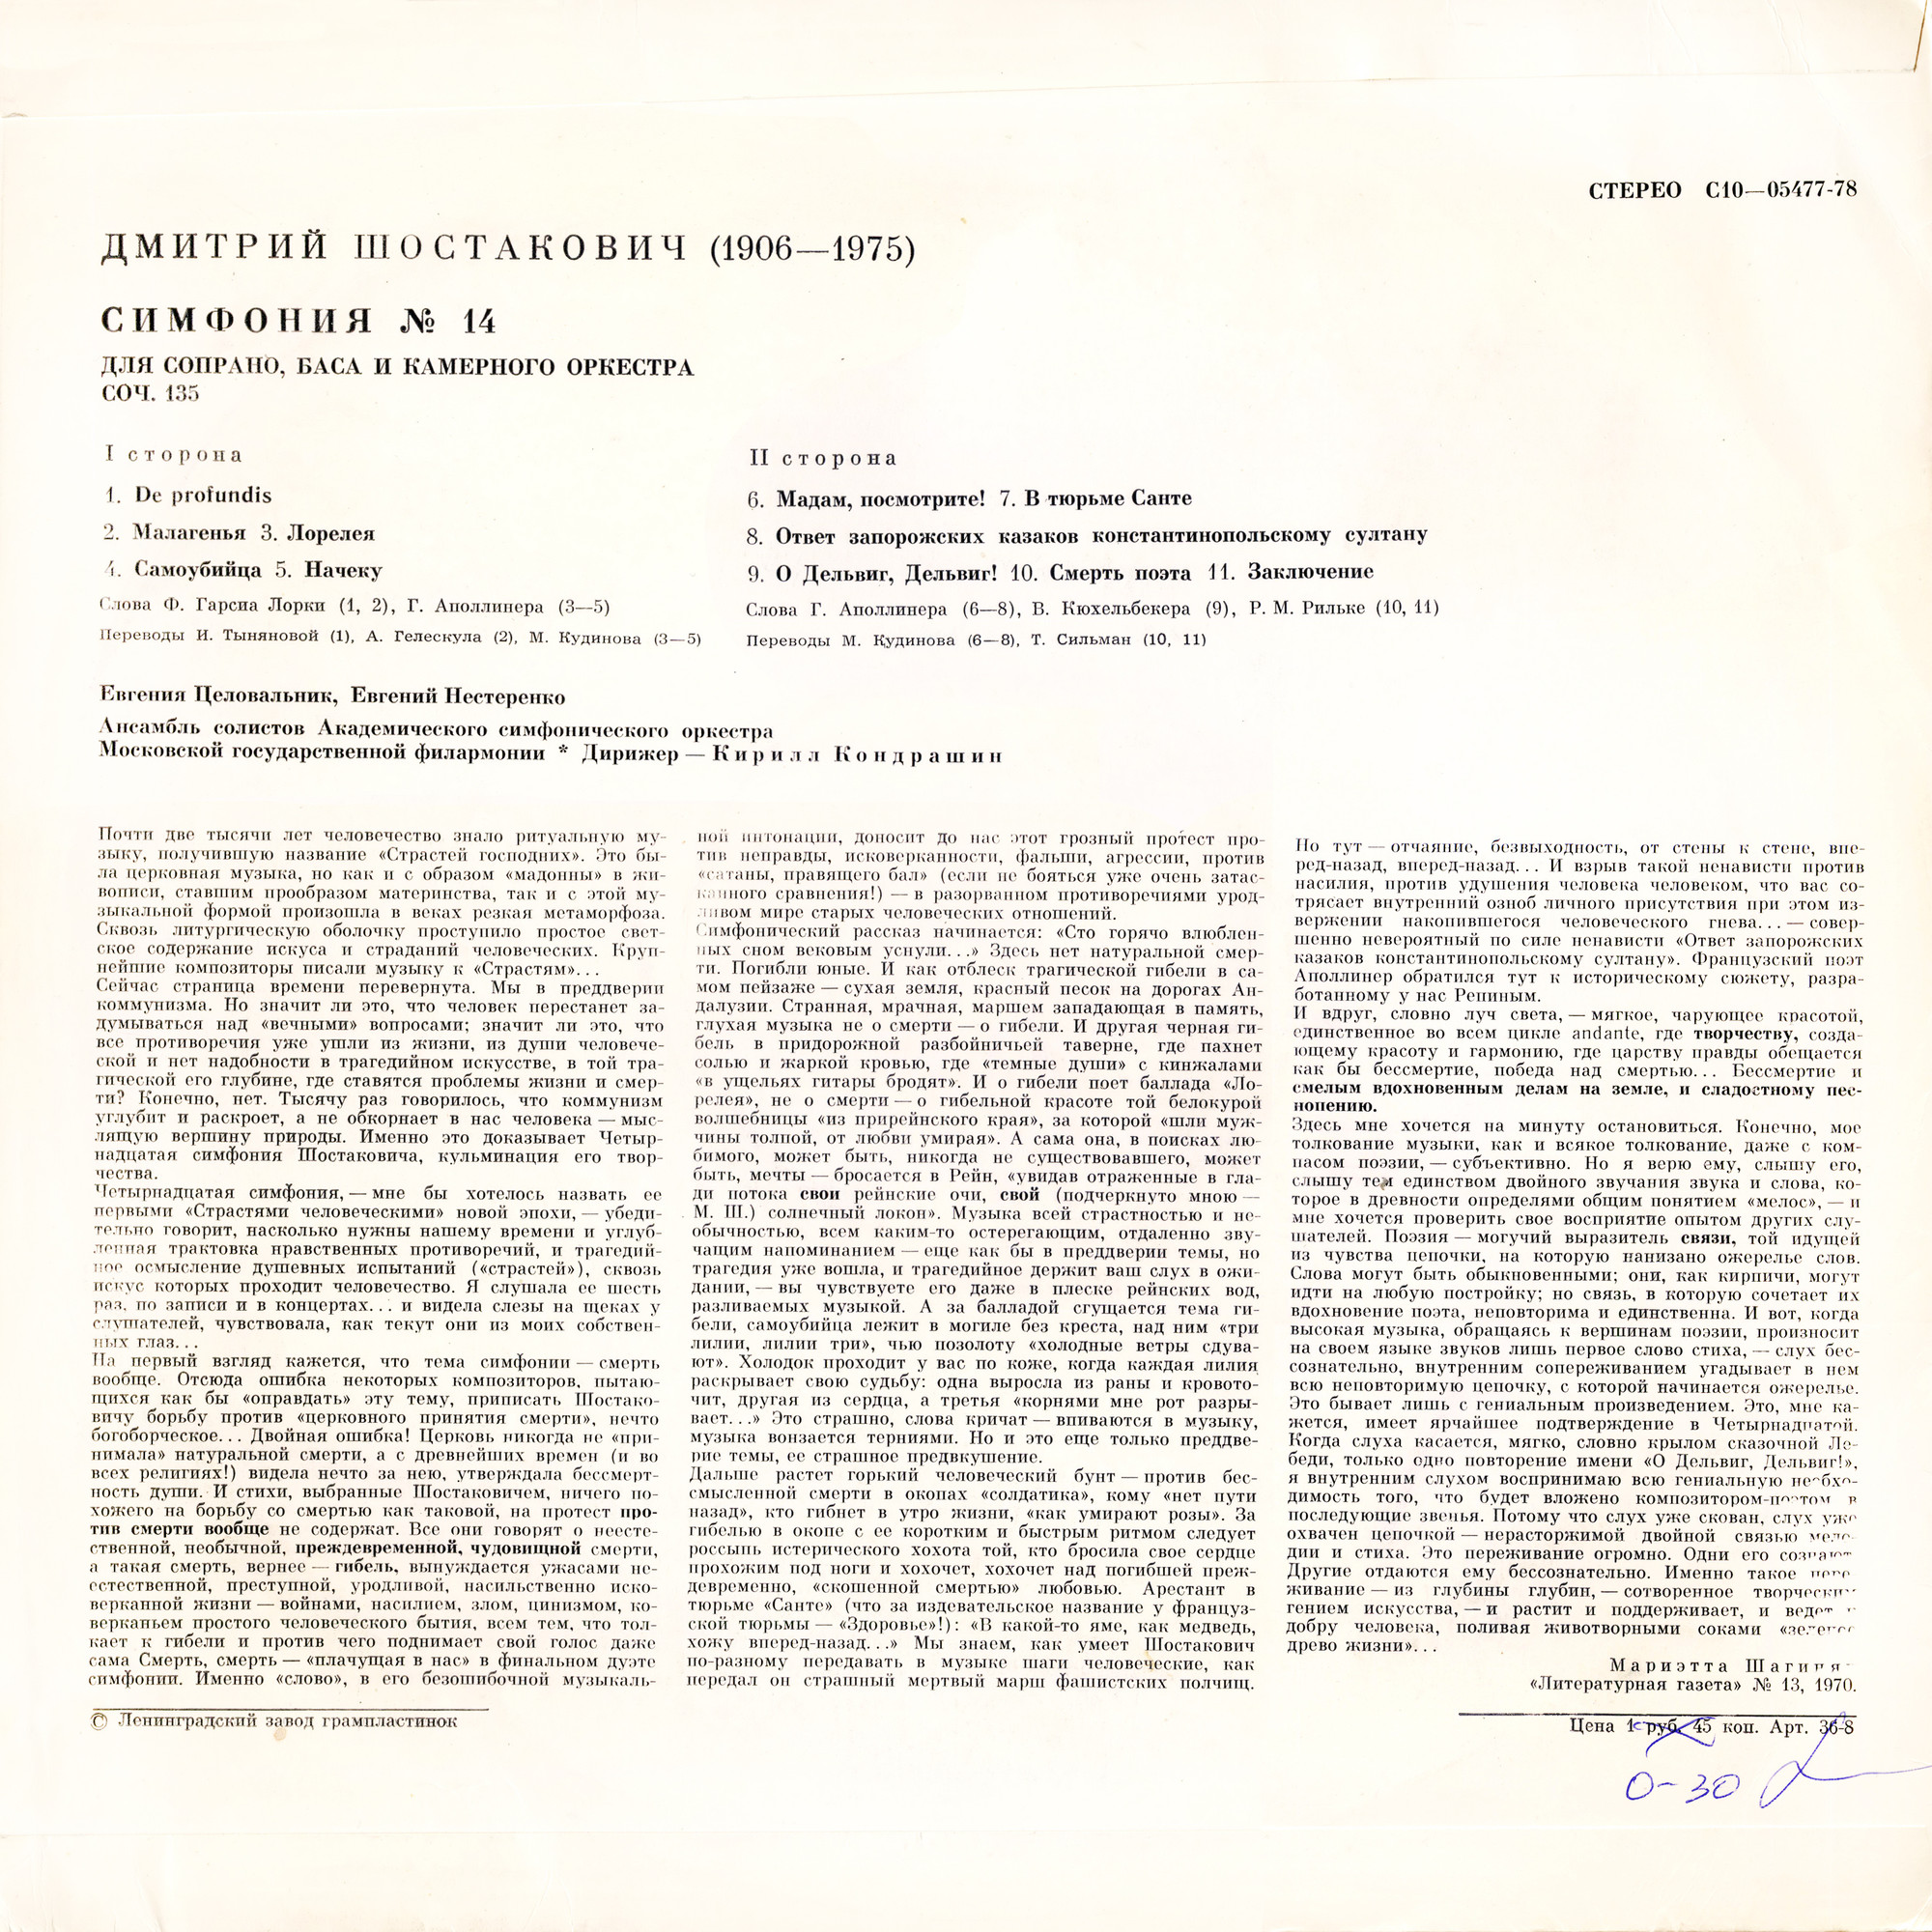 СТЕРЕО С10—05477-78
ДМИТРИЙ ШОСТАКОВИЧ (1906—1975)
СИМФОНИЯ № 14
ДЛЯ СОПРАНО, БАСА И КАМЕРНОГО ОРКЕСТРА
СОЧ. 135
I сторона
1. De profundis
2. Малагенья 3. Лорелея
4. Самоубийца 5. Начеку
Слова Ф. Гарсиа Лорки (1, 2), Г. Аполлинера (3—5)
Переводы И. Тыняновой (1), А. Гелескула (2), М. Кудинова (3—5)
II сторона
6. Мадам, посмотрите! 7. В тюрьме Санте
8. Ответ запорожских казаков константинопольскому султану
9. О Дельвиг, Дельвиг! 10. Смерть поэта 11. Заключение
Слова Г. Аполлинера (6—8), В. Кюхельбекера (9), Р. М. Рильке (10, 11)
Переводы М. Кудинова (6—8), Т. Сильман (10, 11)
Евгения Целовальник, Евгений Нестеренко
Ансамбль солистов Академического симфонического оркестра
Московской государственной филармонии * Дирижер — Кирилл Кондрашин
Почти две тысячи лет человечество знало ритуальную му-
зыку, получившую название «Страстей господних». Это бы-
ла церковная музыка, но как и с образом «мадонны» в жи-
вописи, ставшим прообразом материнства, так и с этой му-
зыкальной формой произошла в веках резкая метаморфоза.
Сквозь литургическую оболочку проступило простое свет-
ское содержание искуса и страданий человеческих. Круп-
нейшие композиторы писали музыку к «Страстям»...
Сейчас страница времени перевернута. Мы в преддверии
коммунизма. Но значит ли это, что человек перестанет за-
думываться над «вечными» вопросами; значит ли это, что
все противоречия уже ушли из жизни, из души человече-
ской и нет надобности в трагедийном искусстве, в той тра-
гической его глубине, где ставятся проблемы жизни и смер-
ти? Конечно, нет. Тысячу раз говорилось, что коммунизм
углубит и раскроет, а не обкорнает в нас человека — мыс-
лящую вершину природы. Именно это доказывает Четыр-
надцатая симфония Шостаковича, кульминация его твор-
чества.
Четырнадцатая симфония, — мне бы хотелось назвать ее
первыми «Страстями человеческими» новой эпохи, — убеди-
тельно говорит, насколько нужны нашему времени и углуб-
ленная трактовка нравственных противоречий, и трагедий-
ное осмысление душевных испытаний («страстей»), сквозь
искус которых проходит человечество. Я слушала ее шесть
раз, по записи и в концертах... и видела слезы на щеках у
слушателей, чувствовала, как текут они из моих собствен-
ных глаз...
На первый взгляд кажется, что тема симфонии — смерть
вообще. Отсюда ошибка некоторых композиторов, пытаю-
щихся как бы «оправдать» эту тему, приписать Шостако-
вичу борьбу против «церковного принятия смерти», нечто
богоборческое... Двойная ошибка! Церковь никогда не «при-
нимала» натуральной смерти, а с древнейших времен (и во
всех религиях!) видела нечто за нею, утверждала бессмерт-
ность души. И стихи, выбранные Шостаковичем, ничего по-
хожего на борьбу со смертью как таковой, на протест про-
тив смерти вообще не содержат. Все они говорят о неесте-
ственной, необычной, преждевременной, чудовищной смерти,
а такая смерть, вернее — гибель, вынуждается ужасами не-
естественной, преступной, уродливой, насильственно иско-
верканной жизни — войнами, насилием, злом, цинизмом, ко-
верканьем простого человеческого бытия, всем тем, что тол-
кает к гибели и против чего поднимает свой голос даже
сама Смерть, смерть — «плачущая в нас» в финальном дуэте
симфонии. Именно «слово», в его безошибочной музыкаль-
ной интонации, доносит до нас этот грозный протест про-
тив неправды, исковерканности, фальши, агрессии, против
«сатаны, правящего бал» (если не бояться уже очень затас-
канного сравнения!) — в разорванном противоречиями урод-
ливом мире старых человеческих отношений.
Симфонический рассказ начинается: «Сто горячо влюблен-
ных сном вековым уснули...» Здесь нет натуральной смер-
ти. Погибли юные. И как отблеск трагической гибели в са-
мом пейзаже — сухая земля, красный песок на дорогах Ан-
далузии. Странная, мрачная, маршем западающая в память,
глухая музыка не о смерти — о гибели. И другая черная ги-
бель в придорожной разбойничьей таверне, где пахнет
солью и жаркой кровью, где «темные души» с кинжалами
«в ущельях гитары бродят». И о гибели поет баллада «Ло-
релея», не о смерти — о гибельной красоте той белокурой
волшебницы «из прирейнского края», за которой «шли муж-
чины толпой, от любви умирая». А сама она, в поисках лю-
бимого, может быть, никогда не существовавшего, может
быть, мечты — бросается в Рейн, «увидав отраженные в гла-
ди потока свои рейнские очи, свой (подчеркнуто мною —
М. Ш.) солнечный локон». Музыка всей страстностью и не-
обычностью, всем каким-то остерегающим, отдаленно зву-
чащим напоминанием — еще как бы в преддверии темы, но
трагедия уже вошла, и трагедийное держит ваш слух в ожи-
дании, — вы чувствуете его даже в плеске рейнских вод,
разливаемых музыкой. А за балладой сгущается тема ги-
бели, самоубийца лежит в могиле без креста, над ним «три
лилии, лилии три», чью позолоту «холодные ветры сдува-
ют». Холодок проходит у вас по коже, когда каждая лилия
раскрывает свою судьбу: одна выросла из раны и кровото-
чит, другая из сердца, а третья «корнями мне рот разры-
вает...» Это страшно, слова кричат — впиваются в музыку,
музыка вонзается терниями. Но и это еще только преддве-
рие темы, ее страшное предвкушение.
Дальше растет горький человеческий бунт — против бес-
смысленной смерти в окопах «солдатика», кому «нет пути
назад», кто гибнет в утро жизни, «как умирают розы». За
гибелью в окопе с ее коротким и быстрым ритмом следует
россыпь истерического хохота той, кто бросила свое сердце
прохожим под ноги и хохочет, хохочет над погибшей преж-
девременно, «скошенной смертью» любовью. Арестант в
тюрьме «Санте» (что за издевательское название у француз-
ской тюрьмы — «Здоровье»!): «В какой-то яме, как медведь,
хожу вперед-назад...» Мы знаем, как умеет Шостакович
по-разному передавать в музыке шаги человеческие, как
передал он страшный мертвый марш фашистских полчищ.
Но тут — отчаяние, безвыходность, от стены к стене, впе-
ред-назад, вперед-назад... И взрыв такой ненависти против
насилия, против удушения человека человеком, что вас со-
трясает внутренний озноб личного присутствия при этом из-
вержении накопившегося человеческого гнева... — совер-
шенно невероятный по силе ненависти «Ответ запорожских
казаков константинопольскому султану». Французский поэт
Аполлинер обратился тут к историческому сюжету, разра-
ботанному у нас Репиным.
И вдруг, словно луч света, — мягкое, чарующее красотой,
единственное во всем цикле andante, где творчеству, созда-
ющему красоту и гармонию, где царству правды обещается
как бы бессмертие, победа над смертью... Бессмертие и
смелым вдохновенным делам на земле, и сладостному пес-
нопению.
Здесь мне хочется на минуту остановиться. Конечно, мое
толкование музыки, как и всякое толкование, даже с ком-
пасом поэзии, — субъективно. Но я верю ему, слышу его,
слышу тем единством двойного звучания звука и слова, ко-
торое в древности определями общим понятием «мелос», — и
мне хочется проверить свое восприятие опытом других слу-
шателей. Поэзия — могучий выразитель связи, той идущей
из чувства цепочки, на которую нанизано ожерелье слов.
Слова могут быть обыкновенными; они, как кирпичи, могут
идти на любую постройку; но связь, в которую сочетает их
вдохновение поэта, неповторима и единственна. И вот, когда
высокая музыка, обращаясь к вершинам поэзии, произносит
на своем языке звуков лишь первое слово стиха, — слух бес-
сознательно, внутренним сопереживанием угадывает в нем
всю неповторимую цепочку, с которой начинается ожерелье.
Это бывает лишь с гениальным произведением. Это, мне ка-
жется, имеет ярчайшее подтверждение в Четырнадцатой.
Когда слуха касается, мягко, словно крылом сказочной Ле-
беди, только одно повторение имени «О Дельвиг, Дельвиг!»,
я внутренним слухом воспринимаю всю гениальную необхо-
димость того, что будет вложено композитором-поэтом в
последующие звенья. Потому что слух уже скован, слух уже
охвачен цепочкой — нерасторжимой двойной связью мело-
дии и стиха. Это переживание огромно. Одни его сознают
Другие отдаются ему бессознательно. Именно такое пере
живание — из глубины глубин, — сотворенное творческим
гением искусства, — и растит и поддерживает, и ведет к
добру человека, поливая животворными соками «зеленое
древо жизни»...
Мариэтта Шагинян
«Литературная газета» № 13, 1970.
© Ленинградский завод грампластинок
Цена 1 руб. 45 коп. Арт. 36-8
0-30